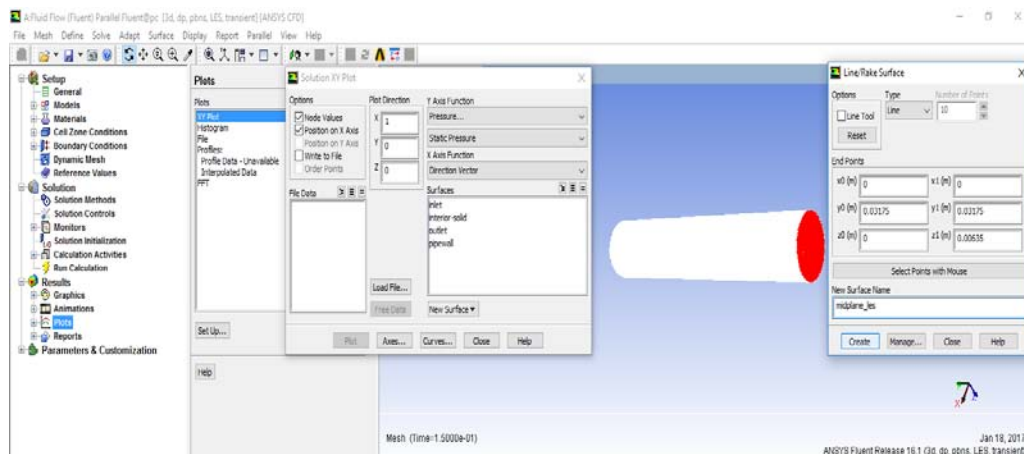 A:Fluid Flow (Fluent) Parallel Fluent@pc [3d, dp, pbns, LES, transient] [ANSYS CFD]
File Mesh Define Solve Adapt Surface Display Report Parallel View Help
Setup
General
Models
Materials
Cell Zone Conditions
Boundary Conditions
Dynamic Mesh
Reference Values
Solution
Solution Methods
Solution Controls
Monitors
Solution Initialization
Calculation Activities
Run Calculation
Results
Graphics
Animations
Plots
Reports
Parameters & Customization
Plots
Plots
XY Plot
Histogram
File
Profiles:
Profile Data - Unavailable
Interpolated Data
FFT
Set Up...
Help
Solution XY Plot
Options
Node Values
Position on X Axis
Position on Y Axis
Write to File
Order Points
File Data
Plot Direction
X 1
Y 0
Z 0
Load File...
Free Data
Y Axis Function
Pressure...
Static Pressure
X Axis Function
Direction Vector
Surfaces
inlet
interior-solid
outlet
pipewall
New Surface
Plot Axes... Curves... Close Help
Line/Rake Surface
Options
Line Tool
Reset
Type
Line
Number of Points
10
End Points
x0 (m) 0 x1 (m) 0
y0 (m) 0.03175 y1 (m) 0.03175
z0 (m) 0 z1 (m) 0.00635
Select Points with Mouse
New Surface Name
midplane_les
Create Manage... Close Help
Mesh (Time=1.5000e-01)
Jan 18, 2017
ANSYS Fluent Release 16.1 (3d, dp, pbns, LES, transient